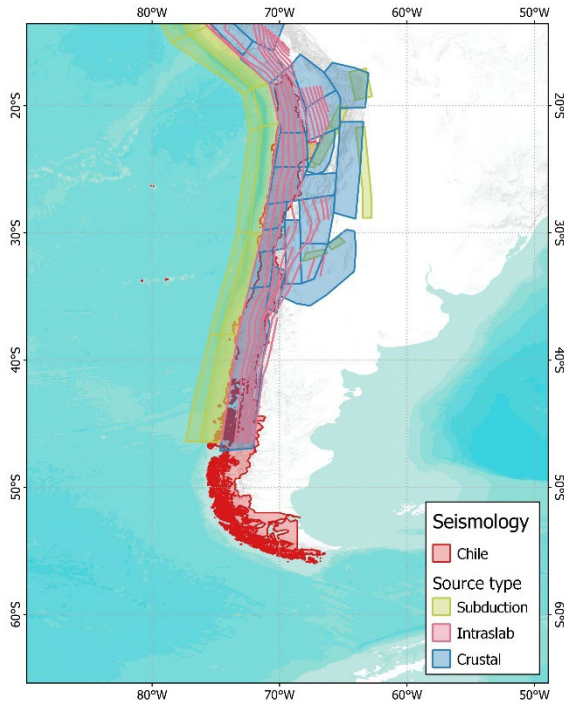 80°W 70°W 60°W 50°W
20°S 20°S
30°S 30°S
40°S 40°S
50°S 50°S
60°S 60°S
Seismology
Chile
Source type
Subduction
Intraslab
Crustal
80°W 70°W 60°W 50°W